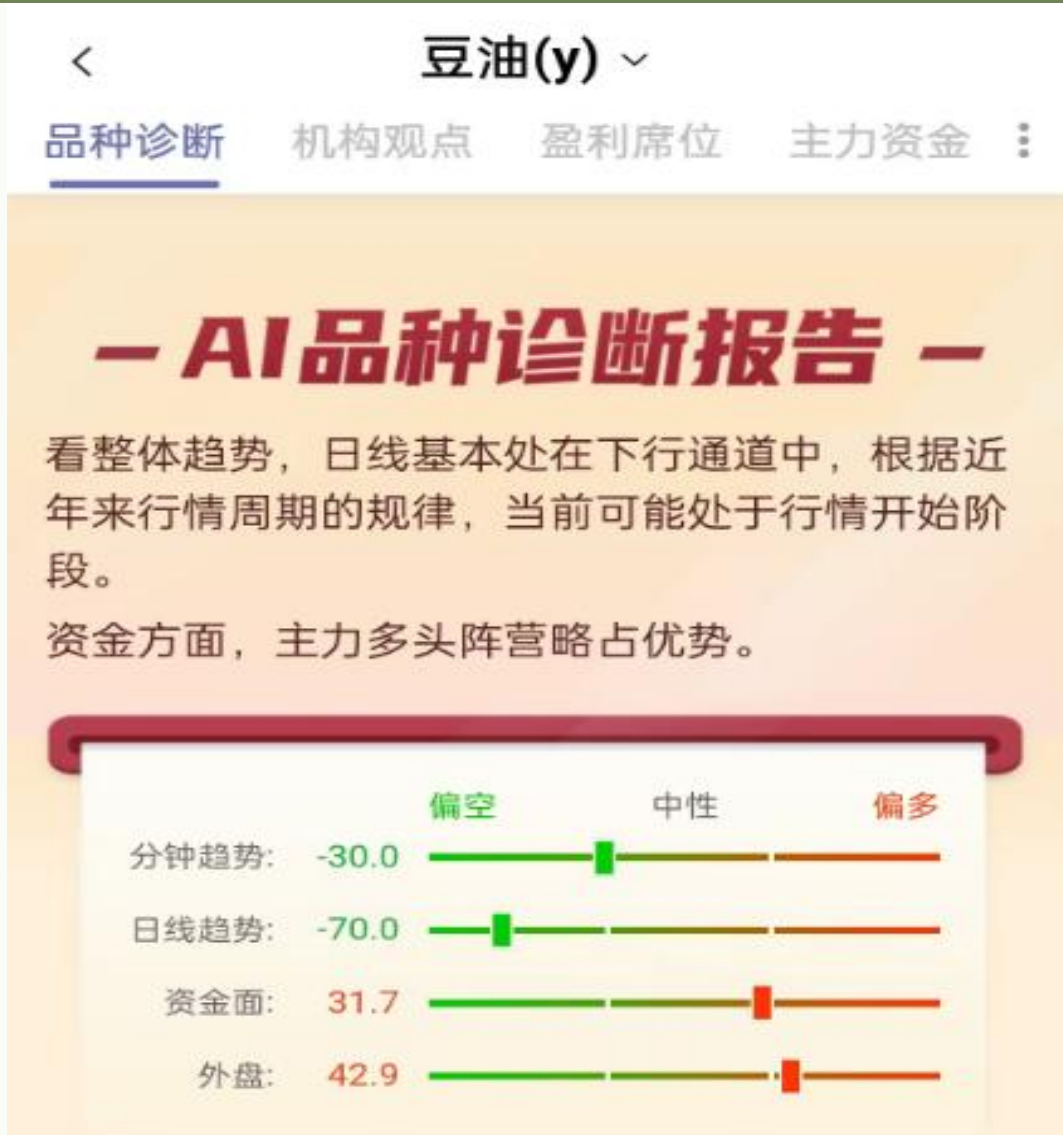 豆油(y)
品种诊断 机构观点 盈利席位 主力资金
AI品种诊断报告
看整体趋势，日线基本处在下行通道中，根据近
年来行情周期的规律，当前可能处于行情开始阶
段。
资金方面，主力多头阵营略占优势。
偏空 中性 偏多
分钟趋势: -30.0
日线趋势: -70.0
资金面: 31.7
外盘: 42.9